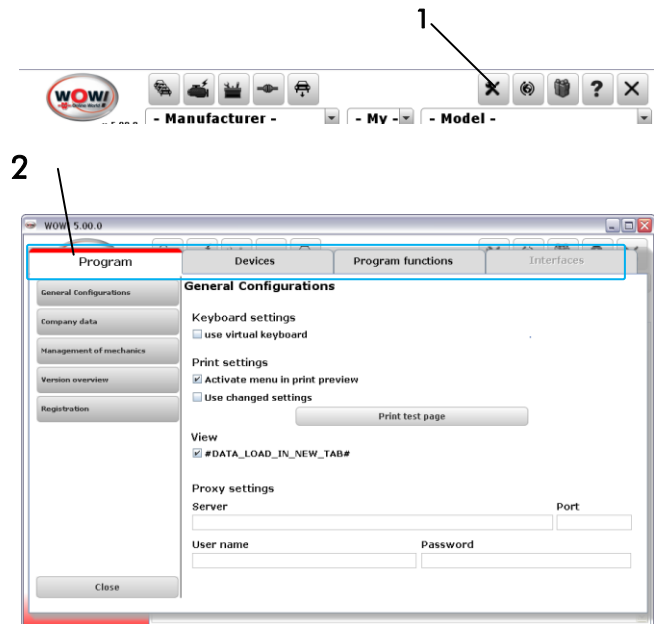 1
WOW!
?
- Manufacturer -
- My -
- Model -
2
WOW! 5.00.0
Program
Devices
Program functions
Interfaces
General Configurations
Company data
Management of mechanics
Version overview
Registration
Close
General Configurations
Keyboard settings
use virtual keyboard
Print settings
Activate menu in print preview
Use changed settings
Print test page
View
#DATA_LOAD_IN_NEW_TAB#
Proxy settings
Server
Port
User name
Password